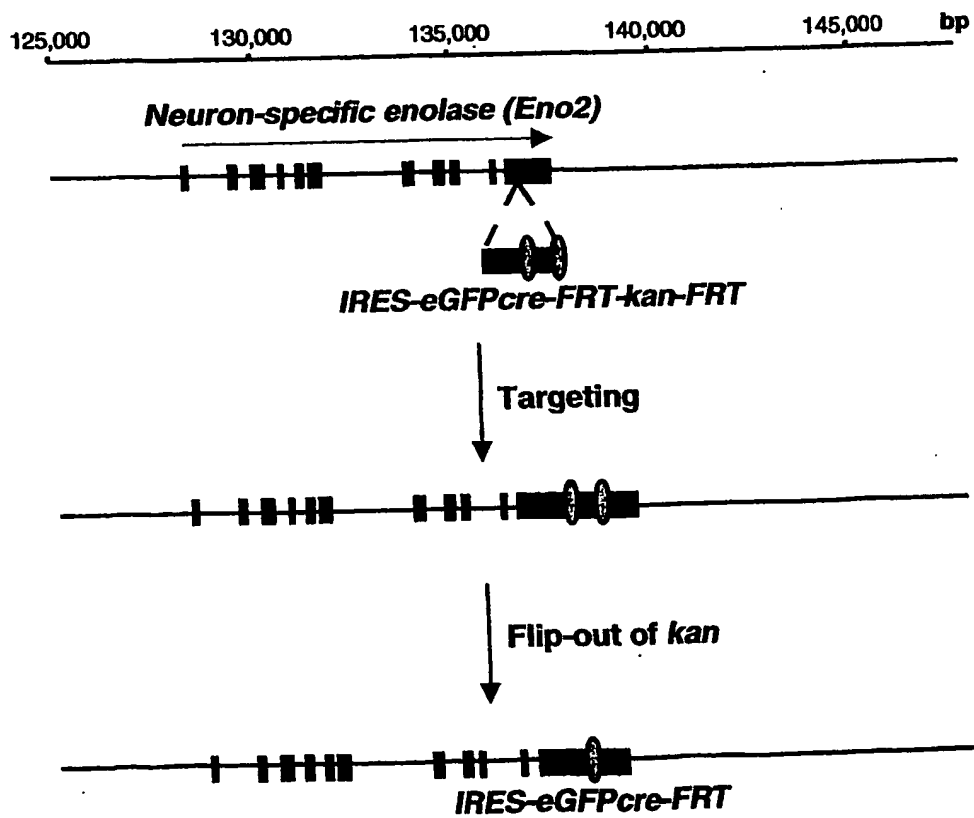 125,000 130,000 135,000 140,000 145,000 bp
Neuron-specific enolase (Eno2)
IRES-eGFPcre-FRT-kan-FRT
Targeting
Flip-out of kan
IRES-eGFPcre-FRT